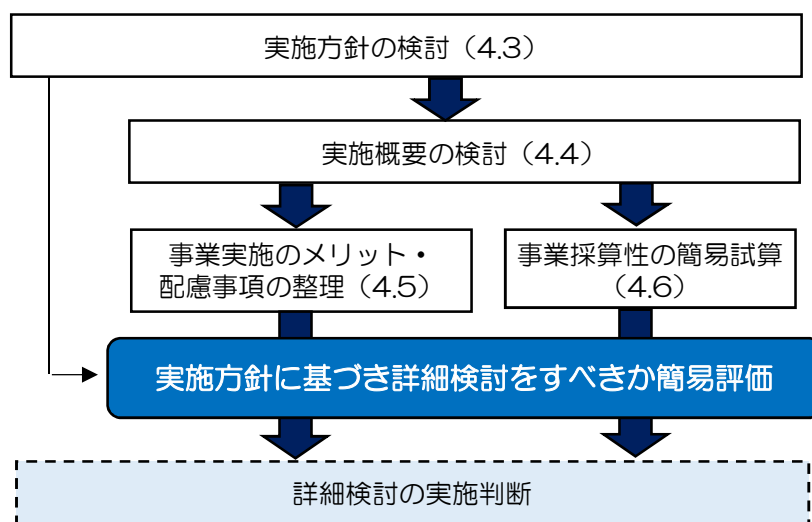 実施方針の検討（4.3）
実施概要の検討（4.4）
事業実施のメリット・
配慮事項の整理（4.5）
事業採算性の簡易試算
（4.6）
実施方針に基づき詳細検討をすべきか簡易評価
詳細検討の実施判断